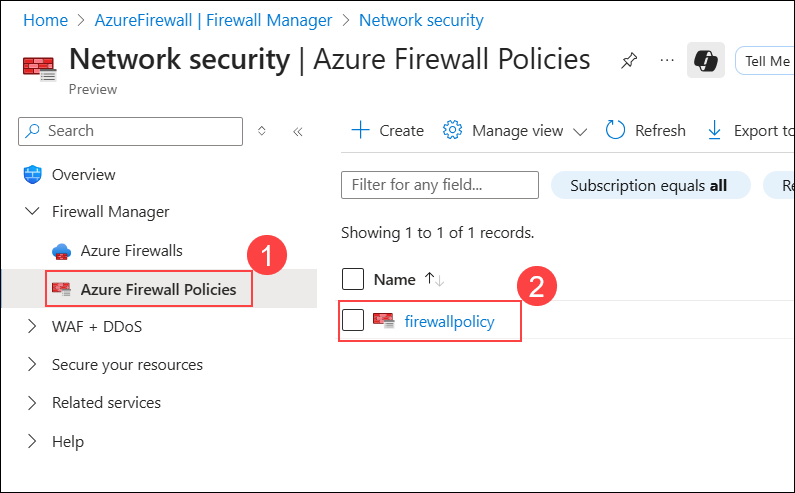 Home > AzureFirewall | Firewall Manager > Network security
Network security | Azure Firewall Policies
... Tell Me
Preview
Search
Create Manage view Refresh Export to
Overview
Filter for any field... Subscription equals all Re
Firewall Manager
Showing 1 to 1 of 1 records.
Azure Firewalls
1
Name ↑↓
2
Azure Firewall Policies
firewallpolicy
WAF + DDoS
Secure your resources
Related services
Help